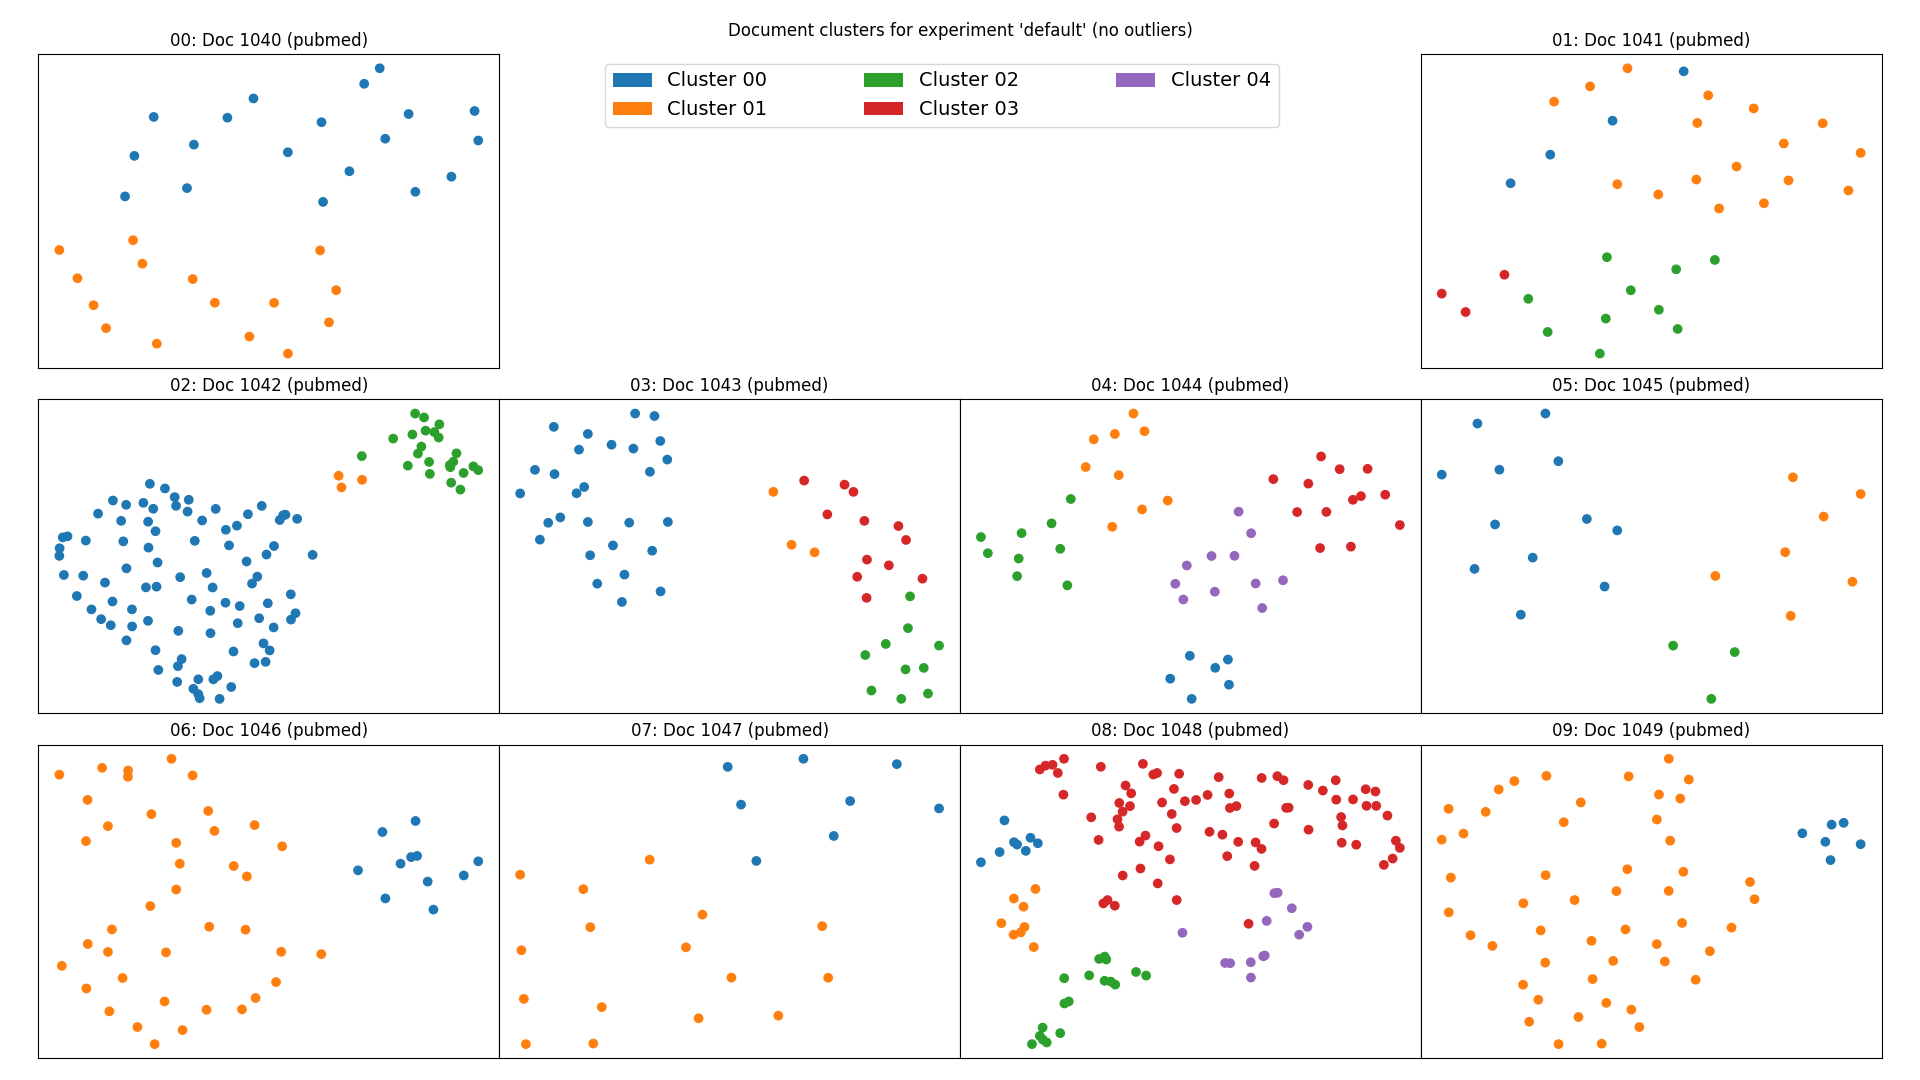 Document clusters for experiment 'default' (no outliers)
00: Doc 1040 (pubmed)
Cluster 00
Cluster 01
Cluster 02
Cluster 03
Cluster 04
01: Doc 1041 (pubmed)
02: Doc 1042 (pubmed)
03: Doc 1043 (pubmed)
04: Doc 1044 (pubmed)
05: Doc 1045 (pubmed)
06: Doc 1046 (pubmed)
07: Doc 1047 (pubmed)
08: Doc 1048 (pubmed)
09: Doc 1049 (pubmed)